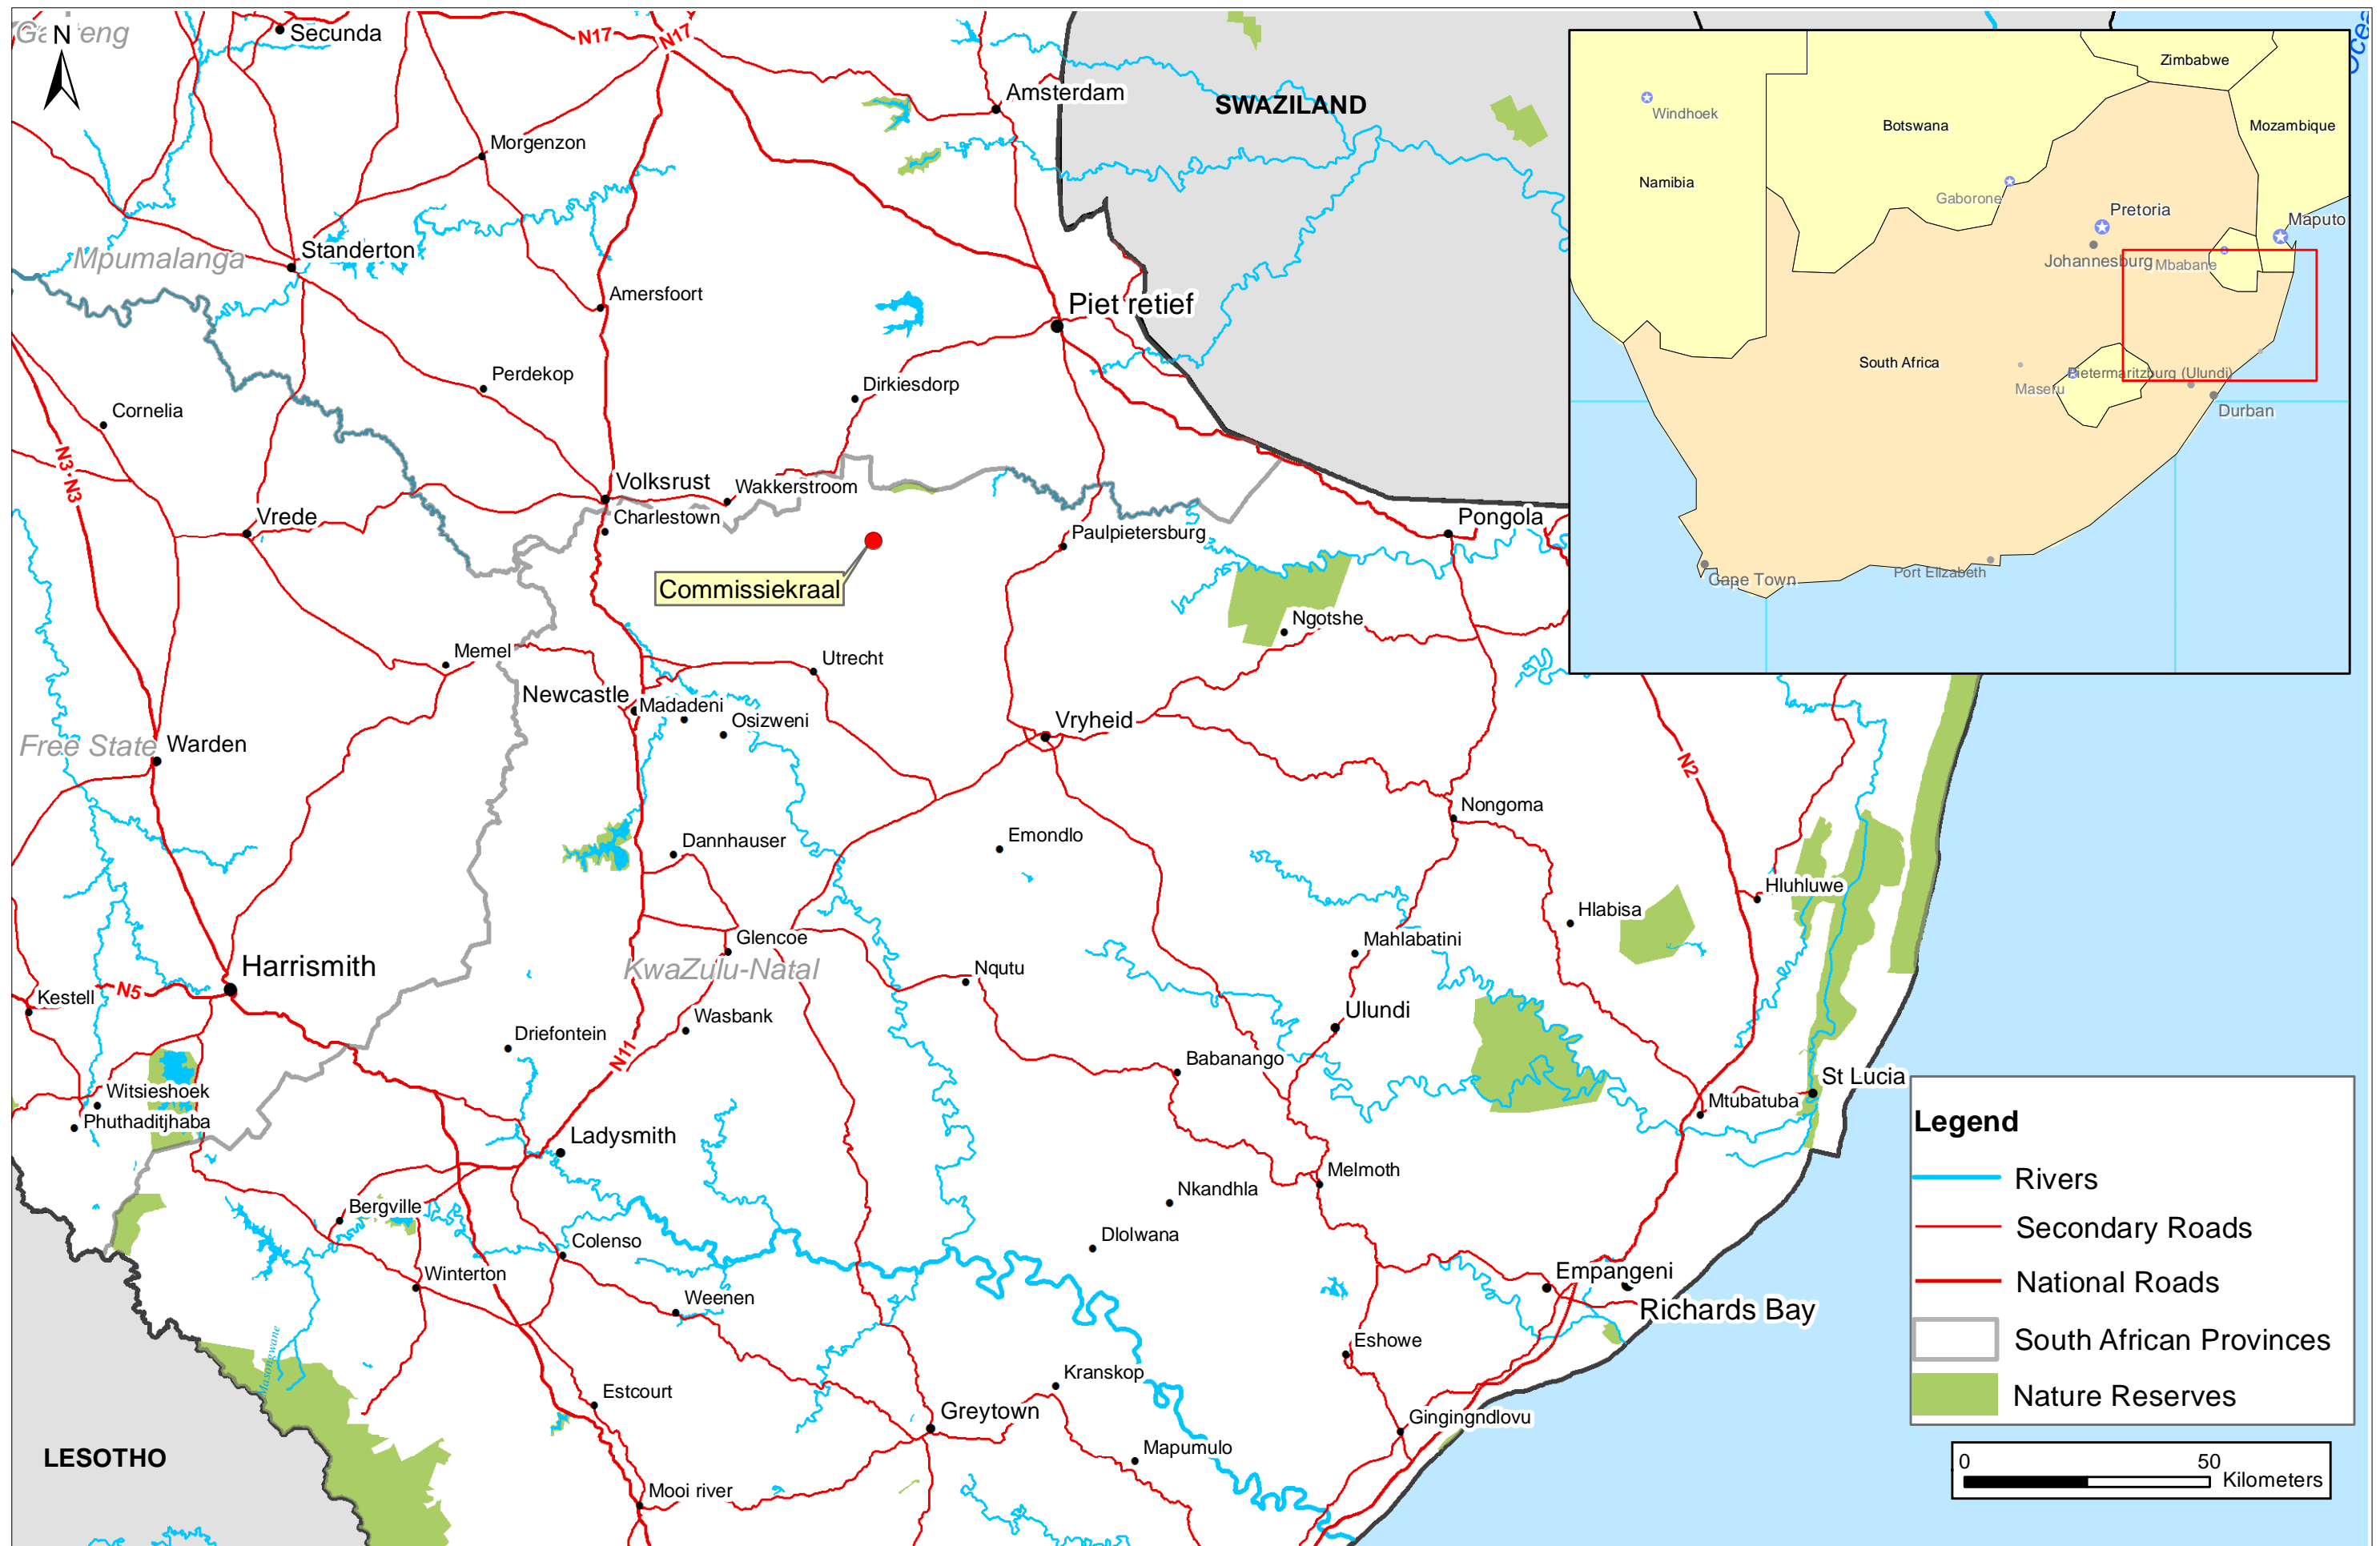 Gauteng
N
Secunda
N17
N17
Amsterdam
SWAZILAND
Morgenzon
Mpumalanga
Standerton
Amersfoort
Piet retief
Perdekop
Dirkiesdorp
Cornelia
N3
N3
Volksrust
Wakkerstroom
Charlestown
Vrede
Paulpietersburg
Pongola
Commissiekraal
Ngotshe
Memel
Utrecht
Newcastle
Madadeni
Osizweni
Vryheid
Free State
Warden
N2
Nongoma
Dannhauser
Emondlo
Hluhluwe
Hlabisa
Glencoe
Mahlabatini
KwaZulu-Natal
Harrismith
Nqutu
N5
Kestell
Ulundi
Wasbank
Driefontein
N11
Babanango
Witsieshoek
Phuthaditjhaba
St Lucia
Mtubatuba
Ladysmith
Melmoth
Nkandhla
Bergville
Dlolwana
Colenso
Winterton
Weenen
Empangeni
Richards Bay
Eshowe
Masongwane
Kranskop
Estcourt
Greytown
Gingingndlovu
Mapumulo
LESOTHO
Mooi river
Zimbabwe
Windhoek
Botswana
Mozambique
Namibia
Gaborone
Pretoria
Maputo
Johannesburg
Mbabane
South Africa
Pietermaritzburg (Ulundi)
Maseru
Durban
Port Elizabeth
Cape Town
Legend
Rivers
Secondary Roads
National Roads
South African Provinces
Nature Reserves
0 50
Kilometers